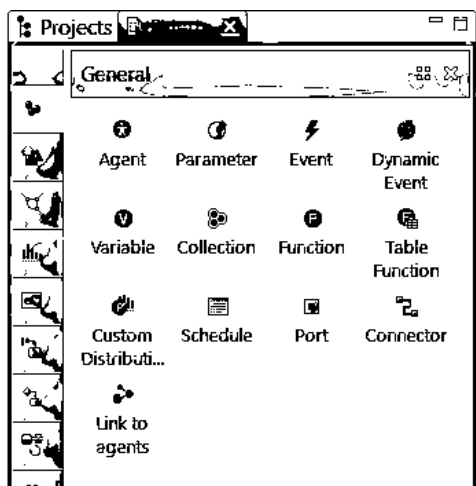 Projects
General
Agent Parameter Event Dynamic
Event
Variable Collection Function Table
Function
Custom Schedule Port Connector
Distributi...
Link to
agents